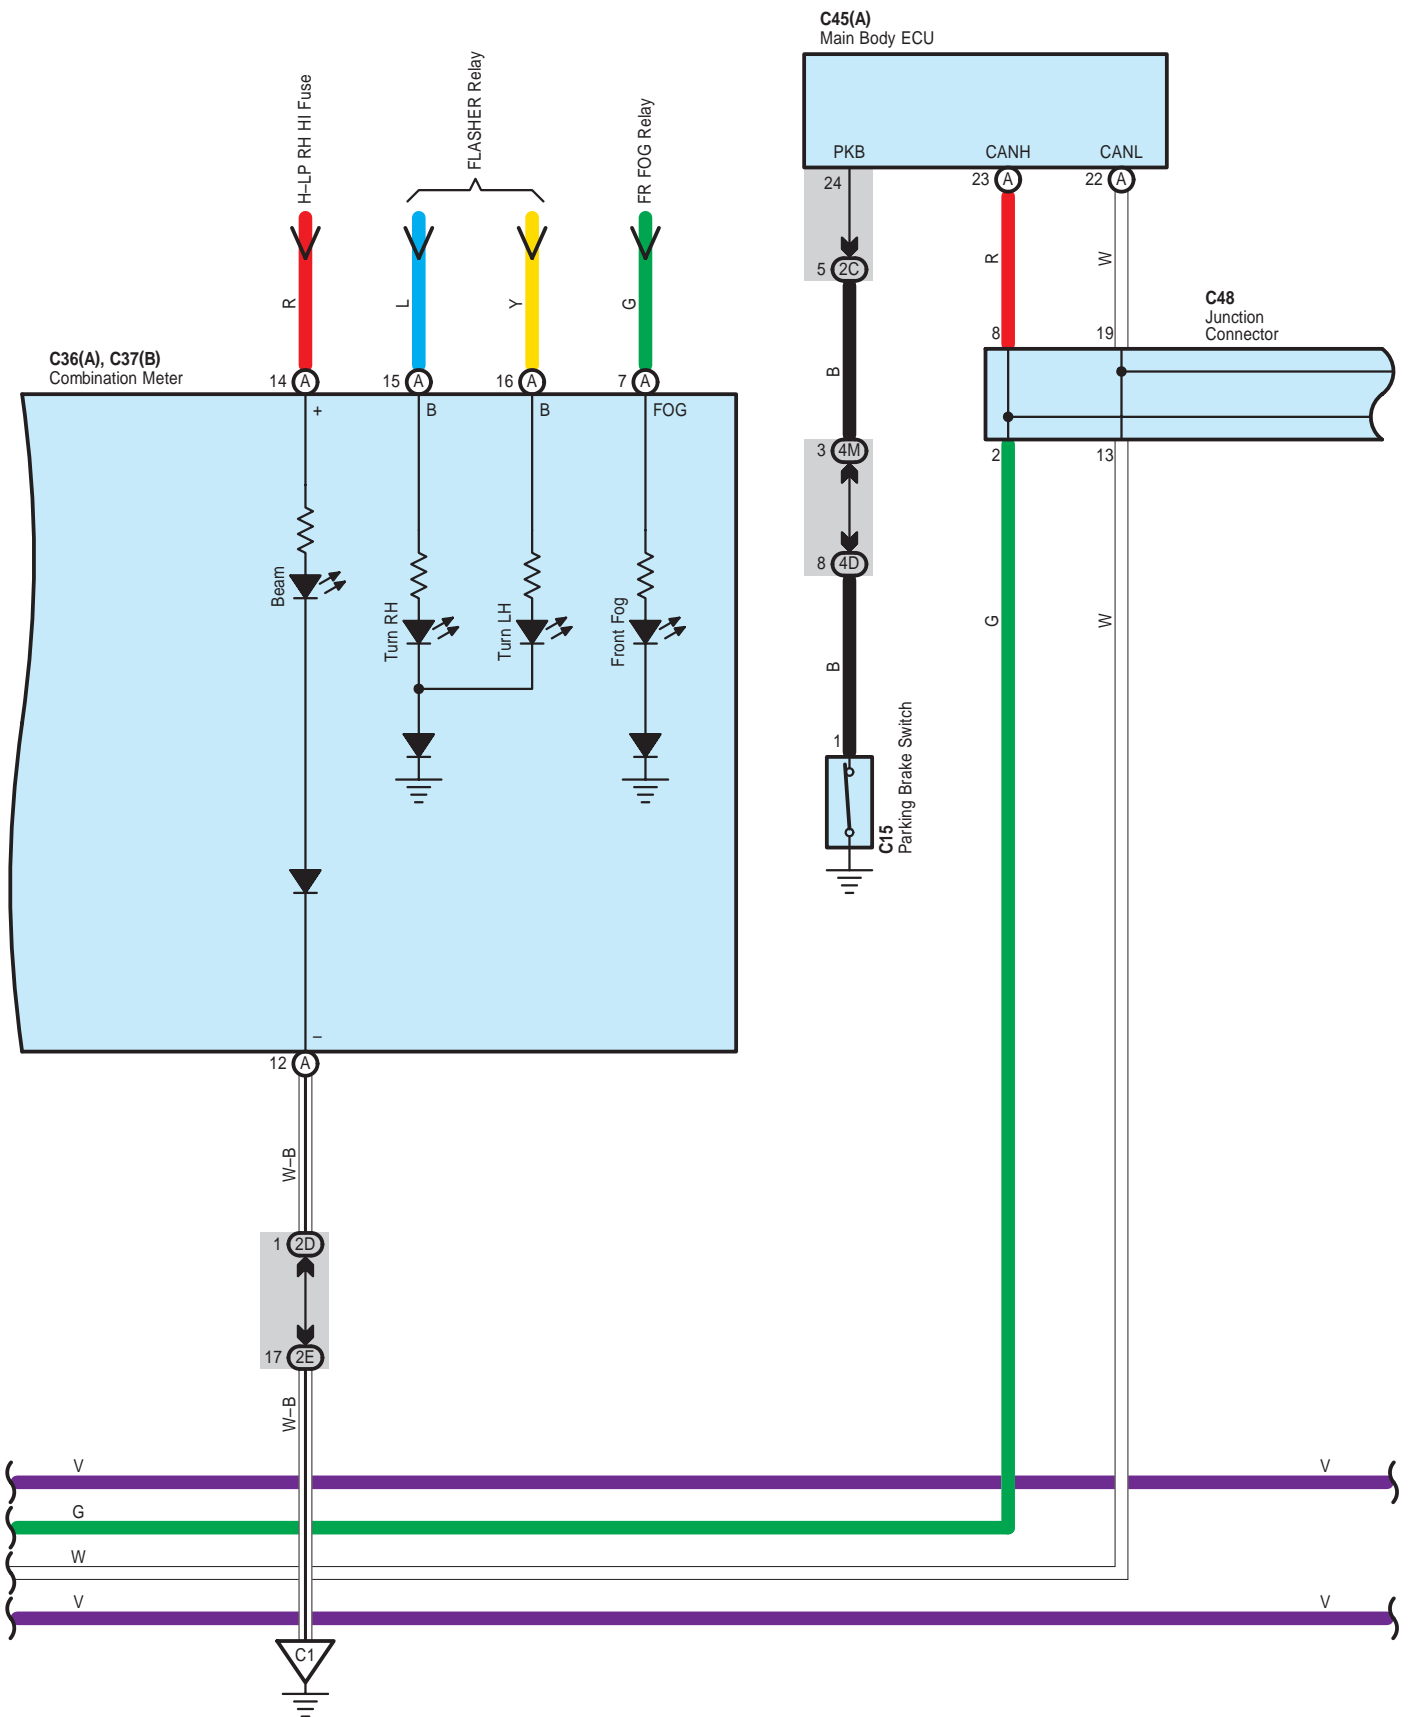 C45(A)
Main Body ECU
H–LP RH HI Fuse
FLASHER Relay
FR FOG Relay
PKB
CANH
CANL
24
23 A
22 A
5 2C
R
L
Y
G
R
W
C48
Junction
Connector
8
19
C36(A), C37(B)
Combination Meter
14 A
15 A
16 A
7 A
B
+
B
B
FOG
3 4M
2
13
8 4D
Beam
Turn RH
Turn LH
Front Fog
G
W
B
1
C15
Parking Brake Switch
–
12 A
W–B
1 2D
17 2E
W–B
V
V
G
W
V
V
C1